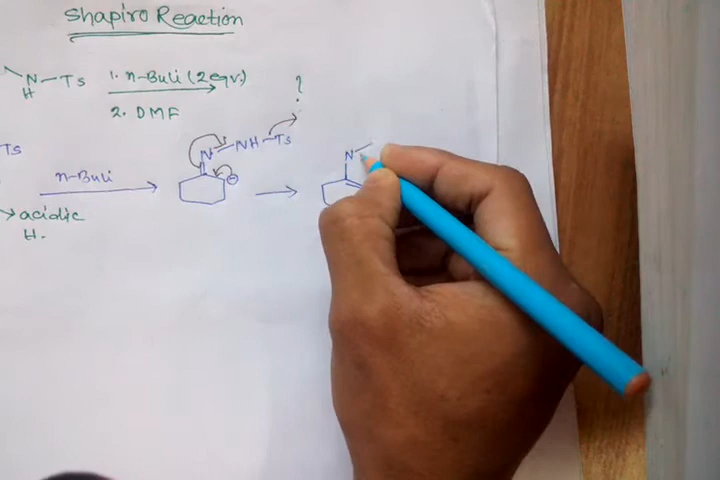 Shapiro Reaction
N-Ts
H
1. n-Buli (2eqv.)
2. DMF
?
Ts
N=NH-Ts
n-Buli
⊖
N
acidic
H.